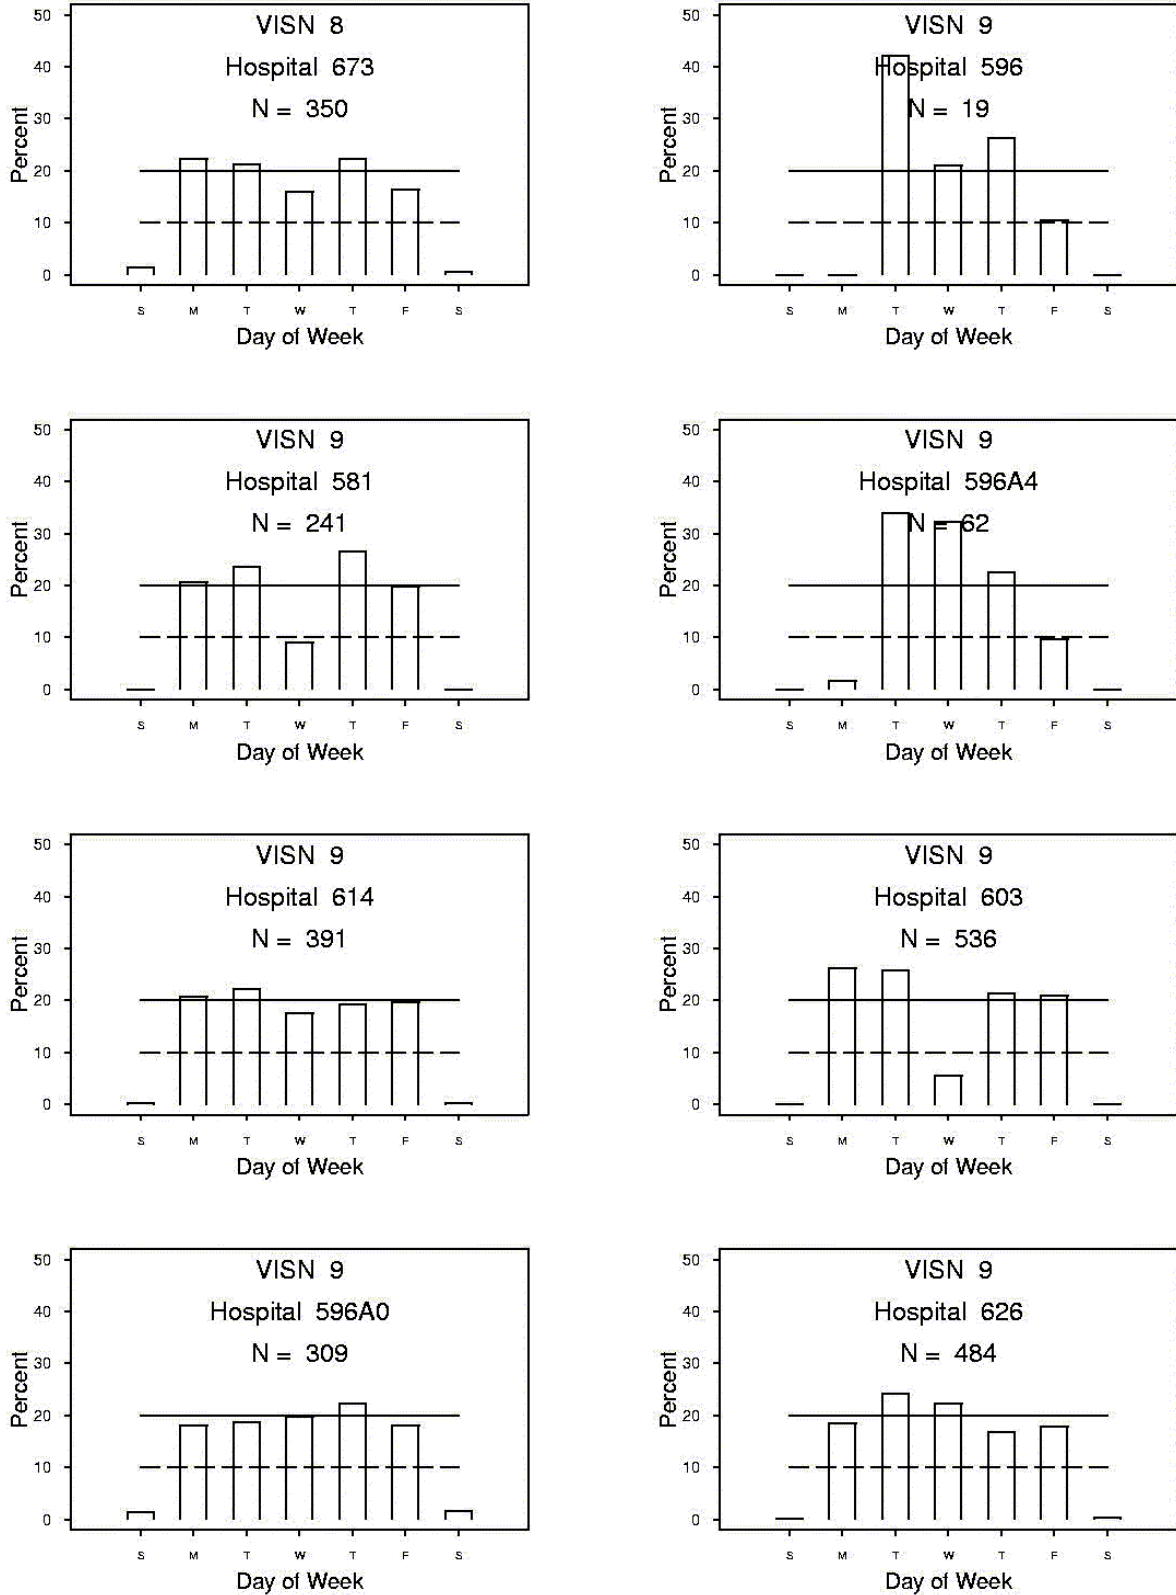 VISN 8
Hospital 673
N = 350
Percent
50
40
30
20
10
0
S M T W T F S
Day of Week
VISN 9
Hospital 596
N = 19
Percent
50
40
30
20
10
0
S M T W T F S
Day of Week
VISN 9
Hospital 581
N = 241
Percent
50
40
30
20
10
0
S M T W T F S
Day of Week
VISN 9
Hospital 596A4
N = 62
Percent
50
40
30
20
10
0
S M T W T F S
Day of Week
VISN 9
Hospital 614
N = 391
Percent
50
40
30
20
10
0
S M T W T F S
Day of Week
VISN 9
Hospital 603
N = 536
Percent
50
40
30
20
10
0
S M T W T F S
Day of Week
VISN 9
Hospital 596A0
N = 309
Percent
50
40
30
20
10
0
S M T W T F S
Day of Week
VISN 9
Hospital 626
N = 484
Percent
50
40
30
20
10
0
S M T W T F S
Day of Week